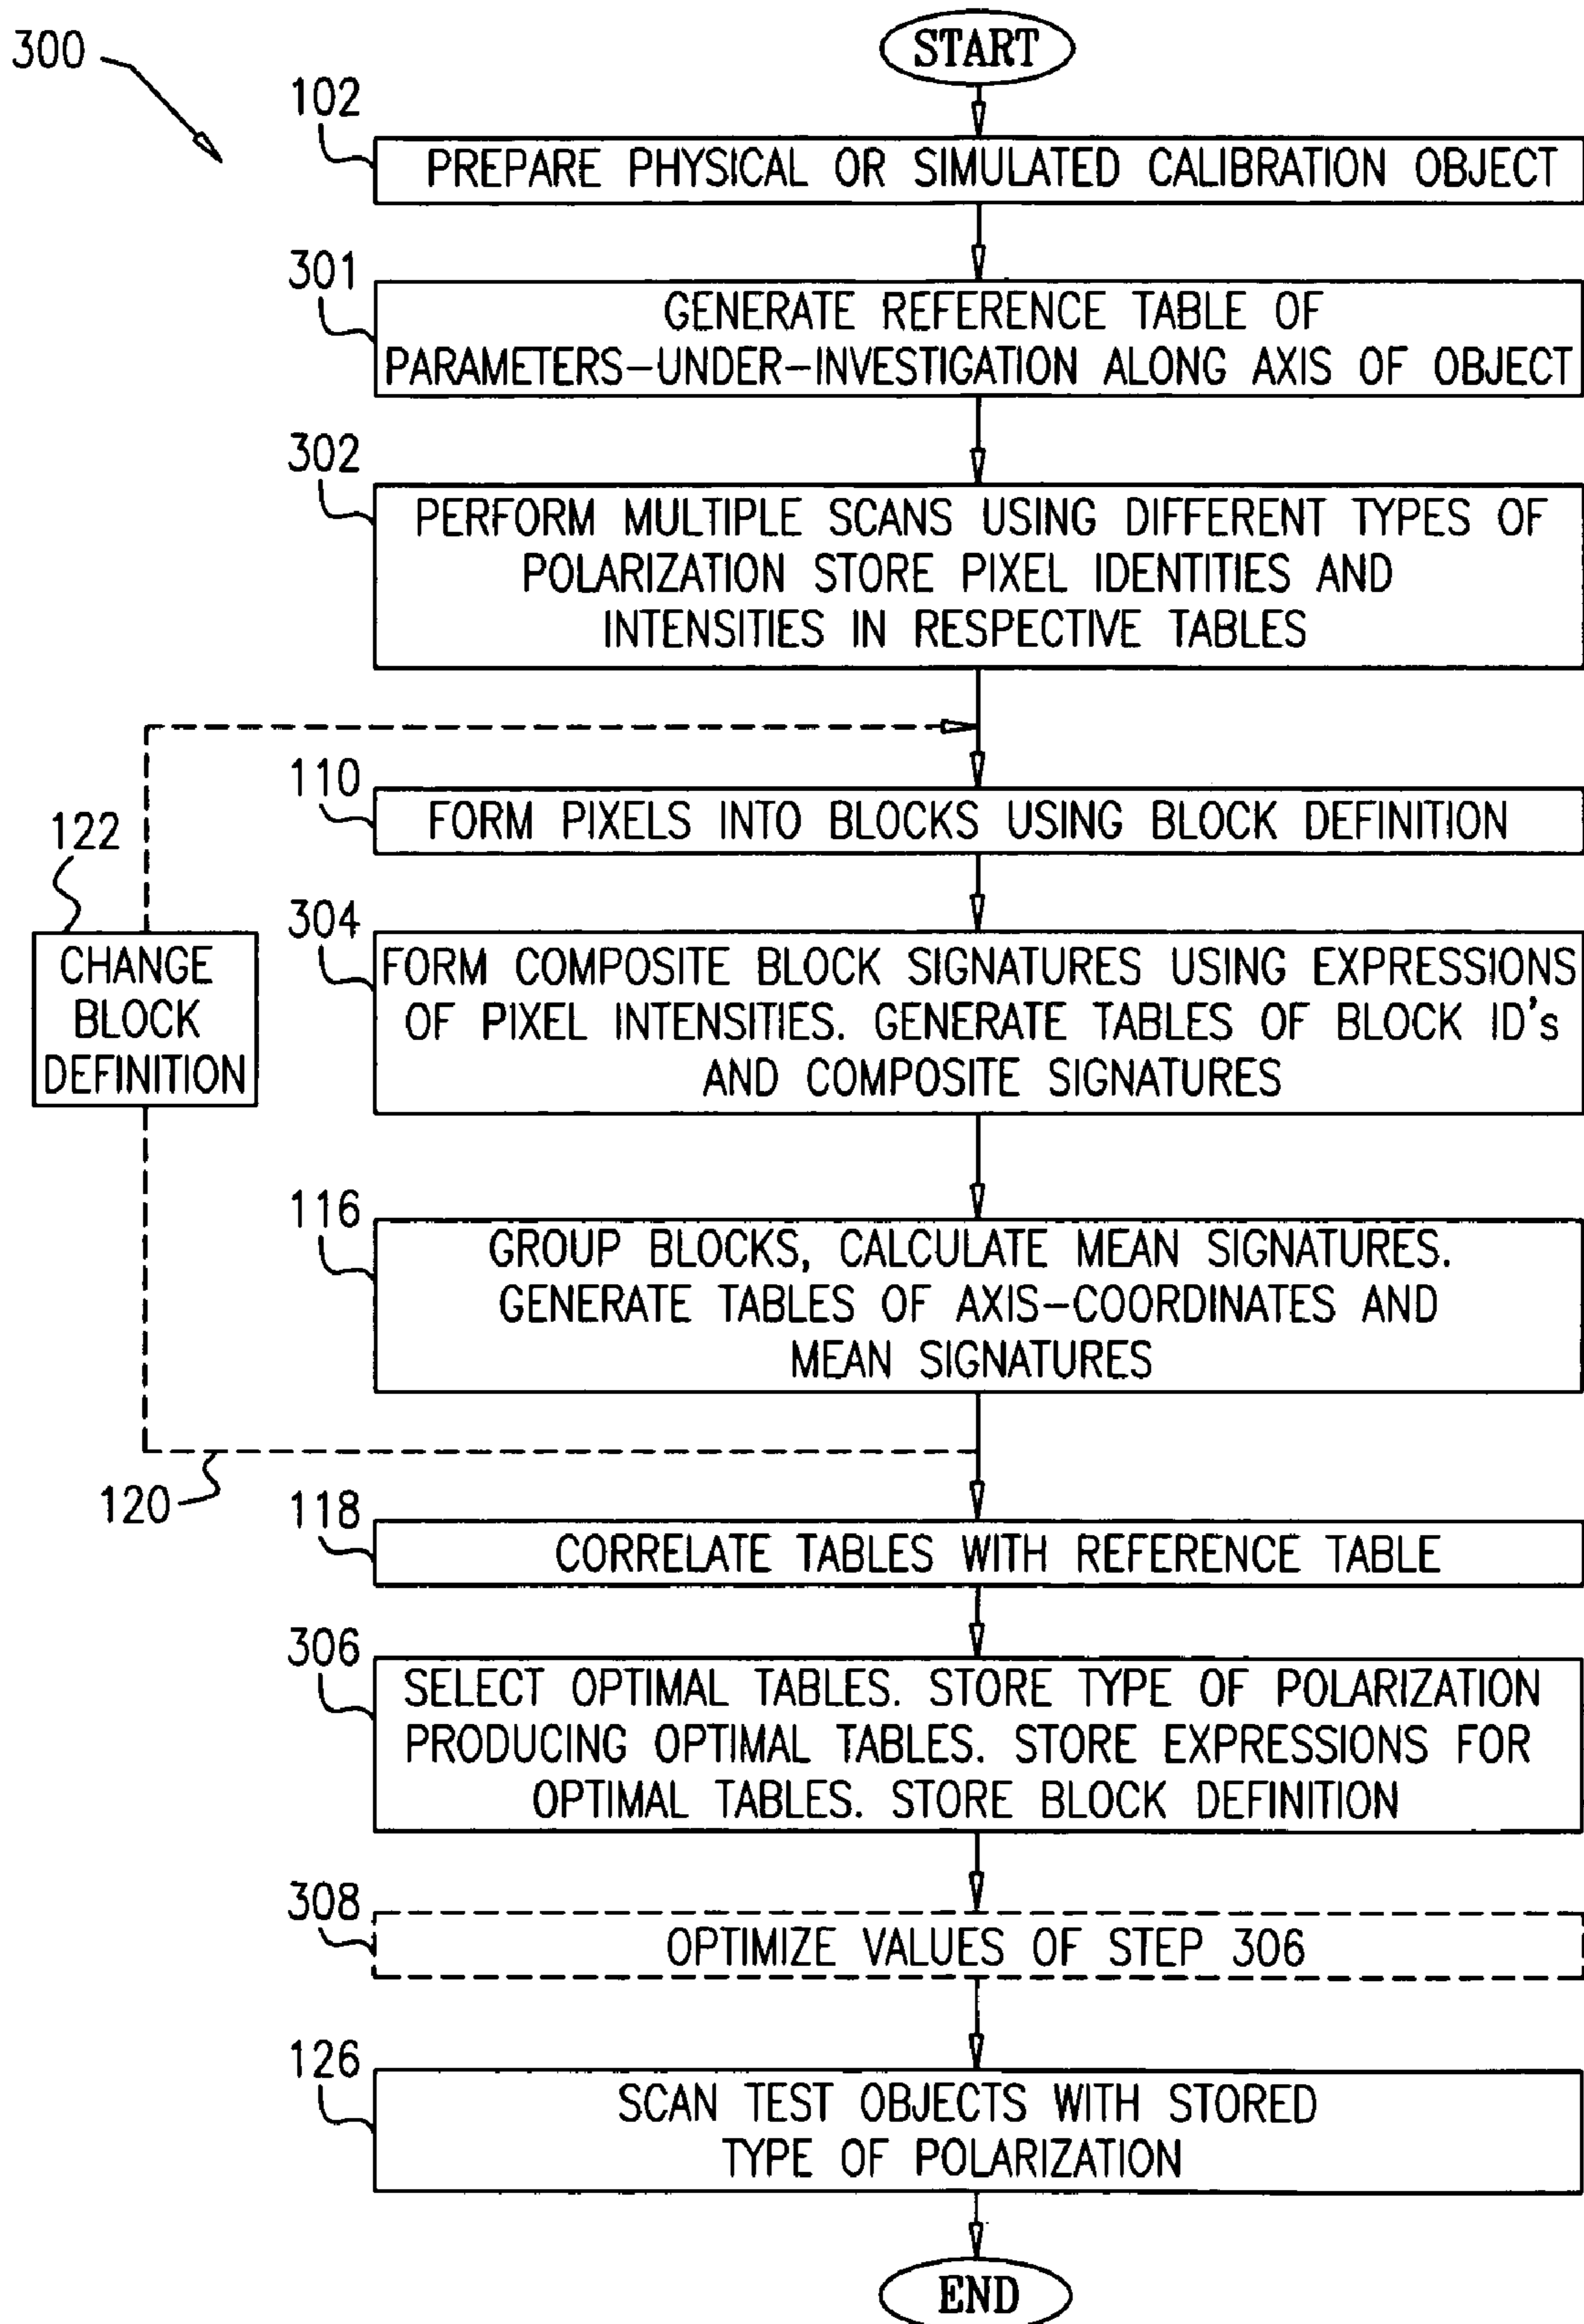 300
START
102
PREPARE PHYSICAL OR SIMULATED CALIBRATION OBJECT
301
GENERATE REFERENCE TABLE OF
PARAMETERS-UNDER-INVESTIGATION ALONG AXIS OF OBJECT
302
PERFORM MULTIPLE SCANS USING DIFFERENT TYPES OF
POLARIZATION STORE PIXEL IDENTITIES AND
INTENSITIES IN RESPECTIVE TABLES
110
FORM PIXELS INTO BLOCKS USING BLOCK DEFINITION
122
CHANGE
BLOCK
DEFINITION
304
FORM COMPOSITE BLOCK SIGNATURES USING EXPRESSIONS
OF PIXEL INTENSITIES. GENERATE TABLES OF BLOCK ID's
AND COMPOSITE SIGNATURES
116
GROUP BLOCKS, CALCULATE MEAN SIGNATURES.
GENERATE TABLES OF AXIS-COORDINATES AND
MEAN SIGNATURES
120
118
CORRELATE TABLES WITH REFERENCE TABLE
306
SELECT OPTIMAL TABLES. STORE TYPE OF POLARIZATION
PRODUCING OPTIMAL TABLES. STORE EXPRESSIONS FOR
OPTIMAL TABLES. STORE BLOCK DEFINITION
308
OPTIMIZE VALUES OF STEP 306
126
SCAN TEST OBJECTS WITH STORED
TYPE OF POLARIZATION
END